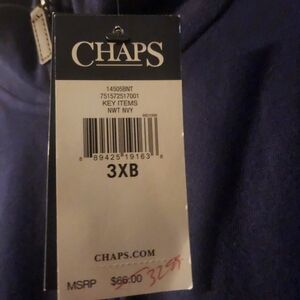 CHAPS
14505BNT
751572517001
KEY ITEMS
NWT NVY
8 89425 19163 8
3XB
CHAPS.COM
MSRP $66.00 32.99